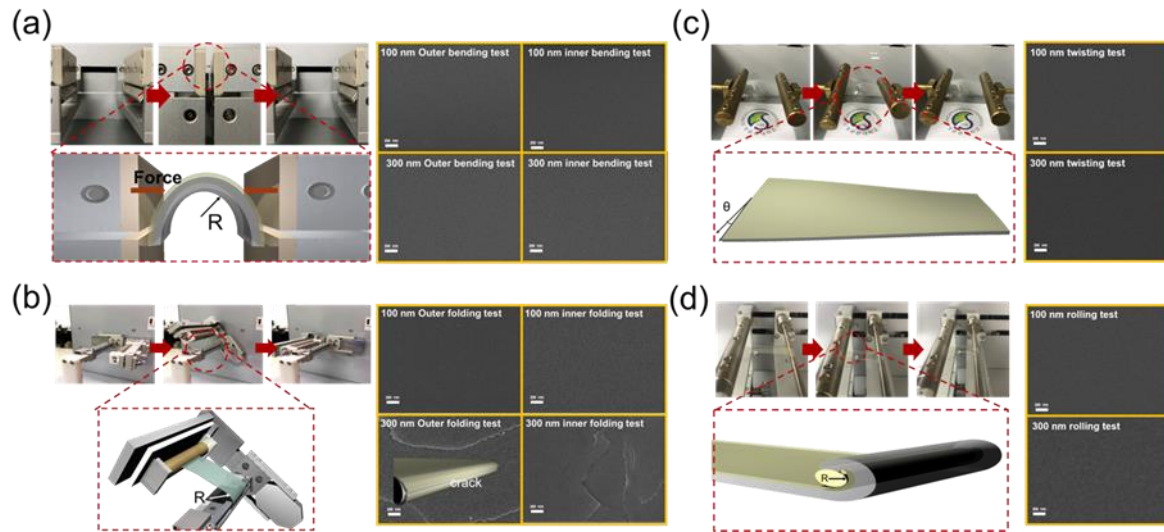 (a)
100 nm Outer bending test
100 nm inner bending test
Force
R
300 nm Outer bending test
300 nm inner bending test
(b)
100 nm Outer folding test
100 nm inner folding test
R
300 nm Outer folding test
300 nm inner folding test
crack
(c)
100 nm twisting test
θ
300 nm twisting test
(d)
100 nm rolling test
R
300 nm rolling test